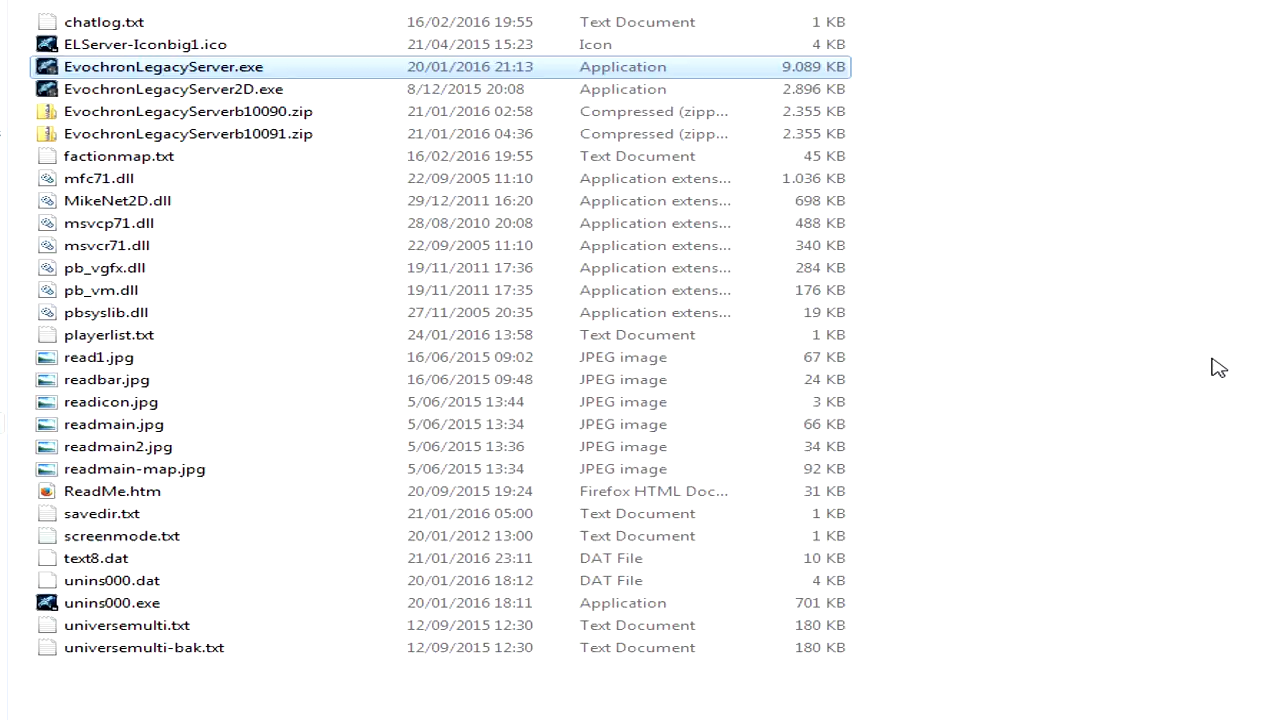 chatlog.txt 16/02/2016 19:55 Text Document 1 KB
ELServer-Iconbig1.ico 21/04/2015 15:23 Icon 4 KB
EvochronLegacyServer.exe 20/01/2016 21:13 Application 9.089 KB
EvochronLegacyServer2D.exe 8/12/2015 20:08 Application 2.896 KB
EvochronLegacyServerb10090.zip 21/01/2016 02:58 Compressed (zipp... 2.355 KB
EvochronLegacyServerb10091.zip 21/01/2016 04:36 Compressed (zipp... 2.355 KB
factionmap.txt 16/02/2016 19:55 Text Document 45 KB
mfc71.dll 22/09/2005 11:10 Application extens... 1.036 KB
MikeNet2D.dll 29/12/2011 16:20 Application extens... 698 KB
msvcp71.dll 28/08/2010 20:08 Application extens... 488 KB
msvcr71.dll 22/09/2005 11:10 Application extens... 340 KB
pb_vgfx.dll 19/11/2011 17:36 Application extens... 284 KB
pb_vm.dll 19/11/2011 17:35 Application extens... 176 KB
pbsyslib.dll 27/11/2005 20:35 Application extens... 19 KB
playerlist.txt 24/01/2016 13:58 Text Document 1 KB
read1.jpg 16/06/2015 09:02 JPEG image 67 KB
readbar.jpg 16/06/2015 09:48 JPEG image 24 KB
readicon.jpg 5/06/2015 13:44 JPEG image 3 KB
readmain.jpg 5/06/2015 13:34 JPEG image 66 KB
readmain2.jpg 5/06/2015 13:36 JPEG image 34 KB
readmain-map.jpg 5/06/2015 13:34 JPEG image 92 KB
ReadMe.htm 20/09/2015 19:24 Firefox HTML Doc... 31 KB
savedir.txt 21/01/2016 05:00 Text Document 1 KB
screenmode.txt 20/01/2012 13:00 Text Document 1 KB
text8.dat 21/01/2016 23:11 DAT File 10 KB
unins000.dat 20/01/2016 18:12 DAT File 4 KB
unins000.exe 20/01/2016 18:11 Application 701 KB
universemulti.txt 12/09/2015 12:30 Text Document 180 KB
universemulti-bak.txt 12/09/2015 12:30 Text Document 180 KB